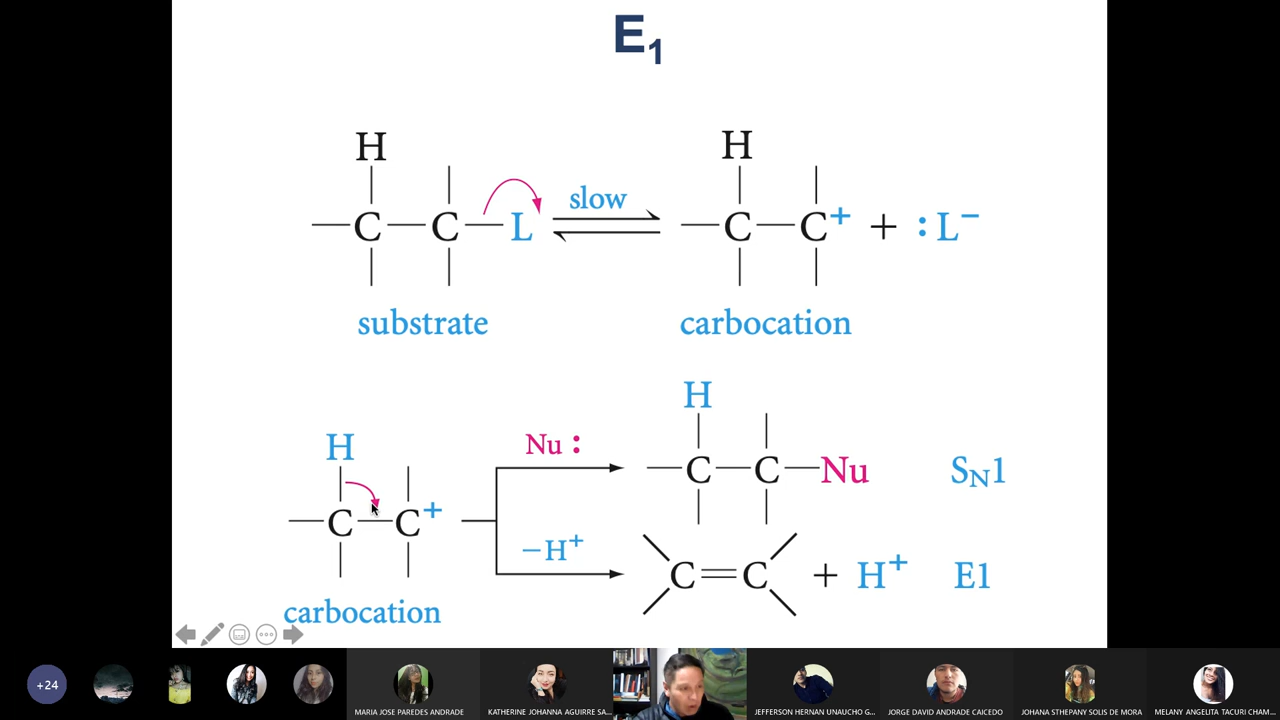 E1
H
C C L slow
substrate
H
C C+ + :L−
carbocation
H
C C+
carbocation
Nu :
H
C C Nu SN1
−H+
C=C + H+ E1
+24
MARIA JOSE PAREDES ANDRADE
KATHERINE JOHANNA AGUIRRE SA...
JEFFERSON HERNAN UNAUCHO G...
JORGE DAVID ANDRADE CAICEDO
JOHANA STHEPANY SOLIS DE MORA
MELANY ANGELITA TACURI CHAM...